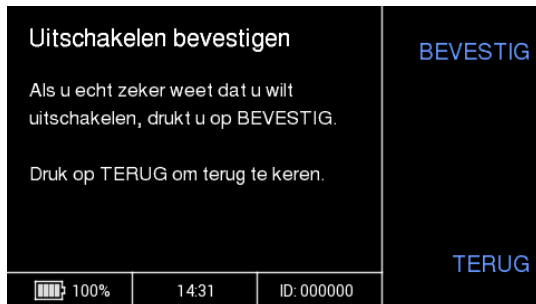 Uitschakelen bevestigen
BEVESTIG
Als u echt zeker weet dat u wilt
uitschakelen, drukt u op BEVESTIG.
Druk op TERUG om terug te keren.
TERUG
100%
14:31
ID: 000000